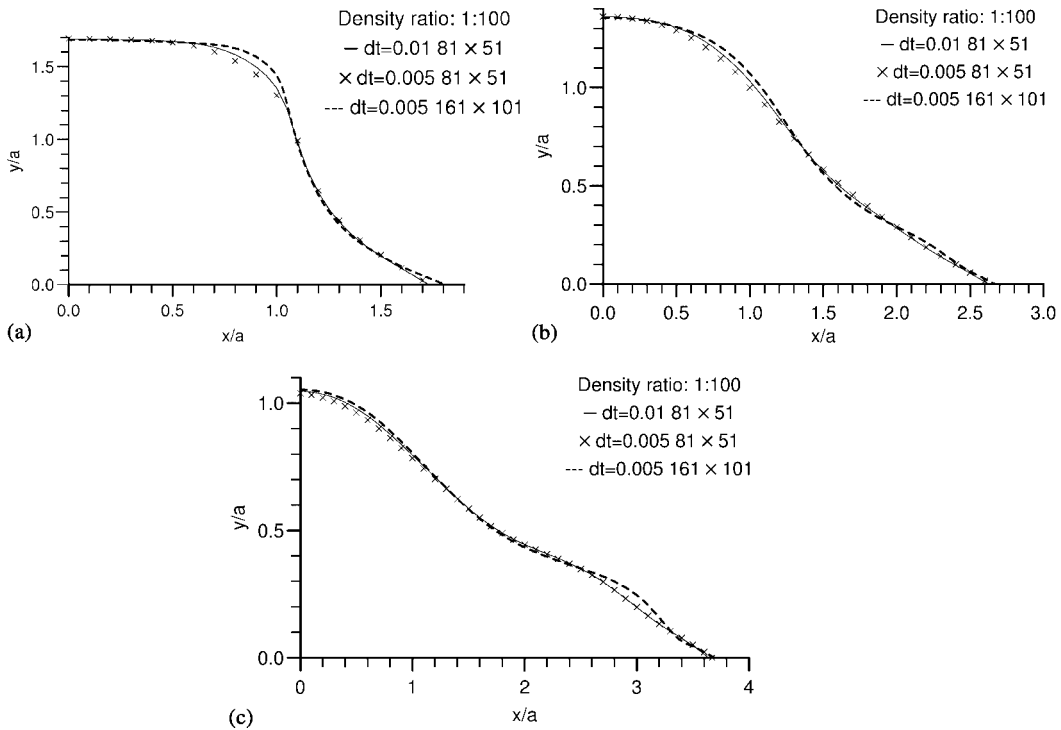 Density ratio: 1:100
— dt=0.01 81 × 51
× dt=0.005 81 × 51
--- dt=0.005 161 × 101
1.5
1.0
0.5
0.0
y/a
0.0 0.5 1.0 1.5
x/a
(a)
Density ratio: 1:100
— dt=0.01 81 × 51
× dt=0.005 81 × 51
--- dt=0.005 161 × 101
1.0
0.5
0.0
y/a
0.0 0.5 1.0 1.5 2.0 2.5 3.0
x/a
(b)
Density ratio: 1:100
— dt=0.01 81 × 51
× dt=0.005 81 × 51
--- dt=0.005 161 × 101
1.0
0.5
0.0
y/a
0 1 2 3 4
x/a
(c)